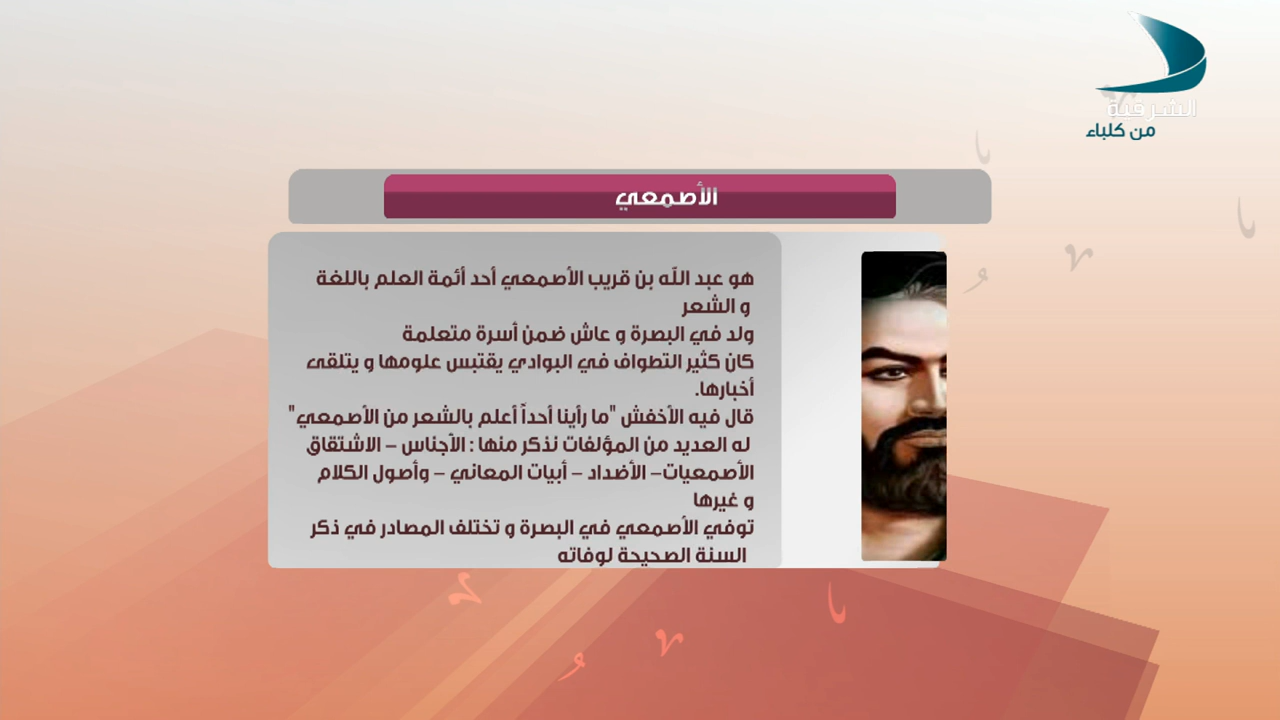 الشرقية
من كلباء
الأصمعي
هو عبد الله بن قريب الأصمعي أحد أئمة العلم باللغة
و الشعر
ولد في البصرة و عاش ضمن أسرة متعلمة
كان كثير التطواف في البوادي يقتبس علومها و يتلقى
أخبارها.
قال فيه الأخفش "ما رأينا أحداً أعلم بالشعر من الأصمعي"
له العديد من المؤلفات نذكر منها : الأجناس – الاشتقاق
الأصمعيات– الأضداد – أبيات المعاني – وأصول الكلام
و غيرها
توفي الأصمعي في البصرة و تختلف المصادر في ذكر
السنة الصحيحة لوفاته